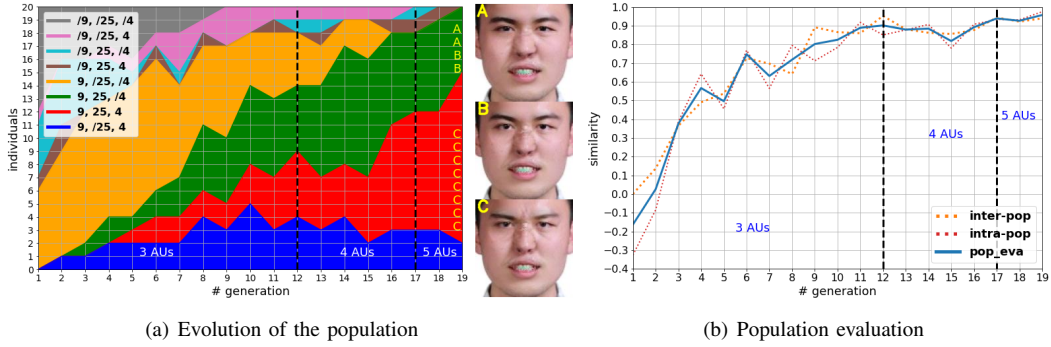 20
19
18
17
16
15
14
13
12
11
10
9
8
7
6
5
4
3
2
1
0
individuals
/9, /25, /4
/9, /25, 4
/9, 25, /4
/9, 25, 4
9, /25, /4
9, 25, /4
9, 25, 4
9, /25, 4
A
A
B
B
C
C
C
C
C
C
C
C
3 AUs 4 AUs 5 AUs
1 2 3 4 5 6 7 8 9 10 11 12 13 14 15 16 17 18 19
# generation
A
B
C
1.0
0.9
0.8
0.7
0.6
0.5
0.4
0.3
0.2
0.1
0.0
−0.1
−0.2
−0.3
−0.4
similarity
5 AUs
4 AUs
3 AUs
inter-pop
intra-pop
pop_eva
1 2 3 4 5 6 7 8 9 10 11 12 13 14 15 16 17 18 19
# generation
(a) Evolution of the population
(b) Population evaluation